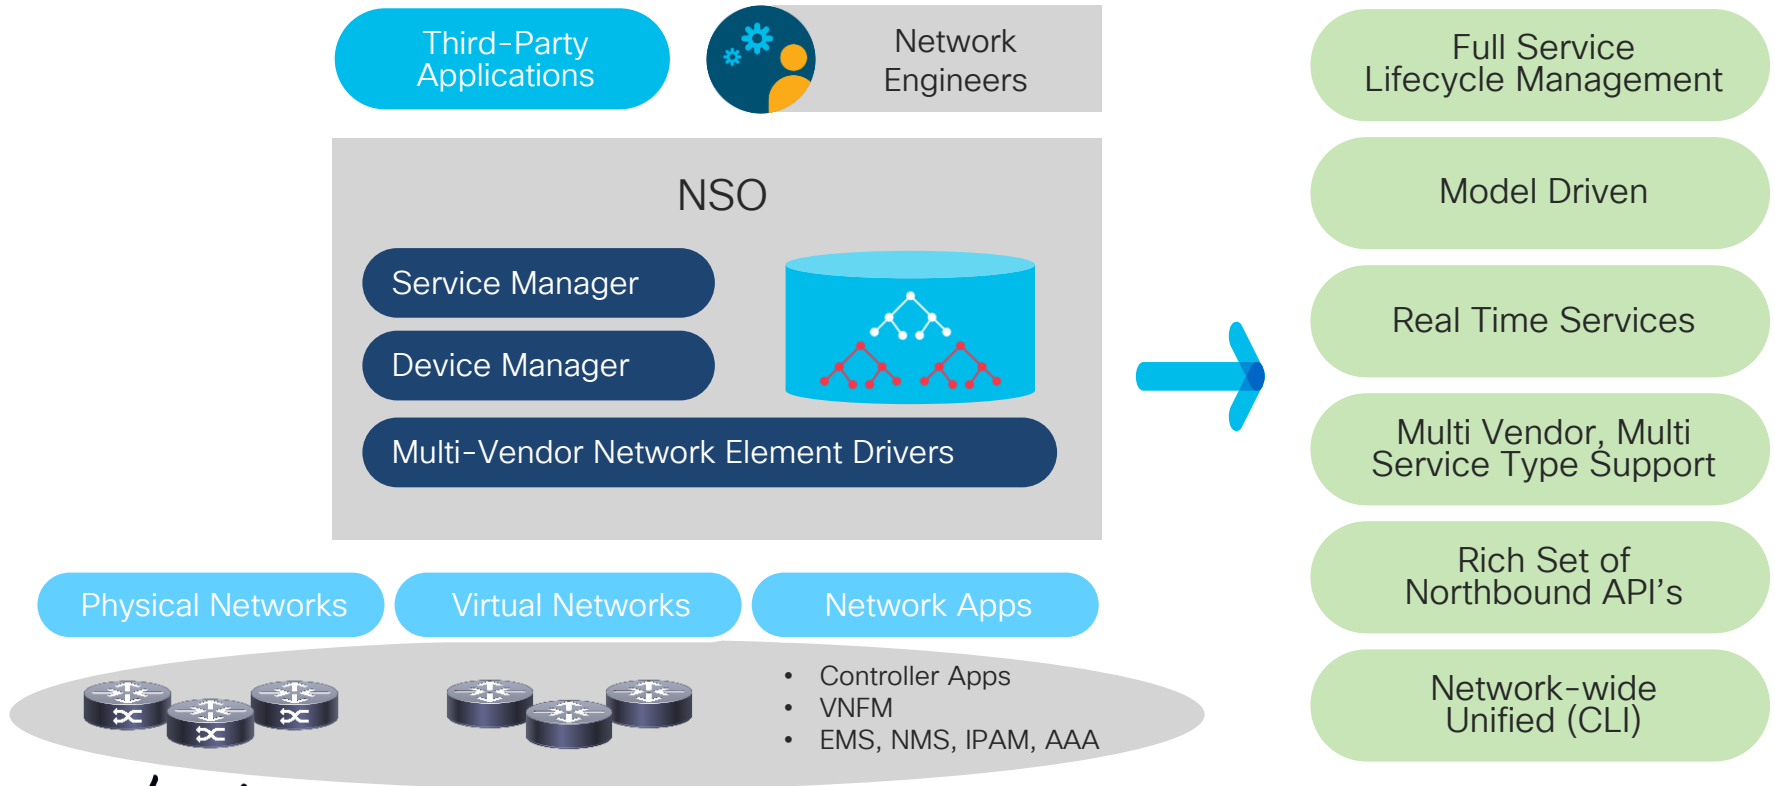 Third-Party
Applications
Network
Engineers
NSO
Service Manager
Device Manager
Multi-Vendor Network Element Drivers
Physical Networks
Virtual Networks
Network Apps
• Controller Apps
• VNFM
• EMS, NMS, IPAM, AAA
Full Service
Lifecycle Management
Model Driven
Real Time Services
Multi Vendor, Multi
Service Type Support
Rich Set of
Northbound API's
Network-wide
Unified (CLI)